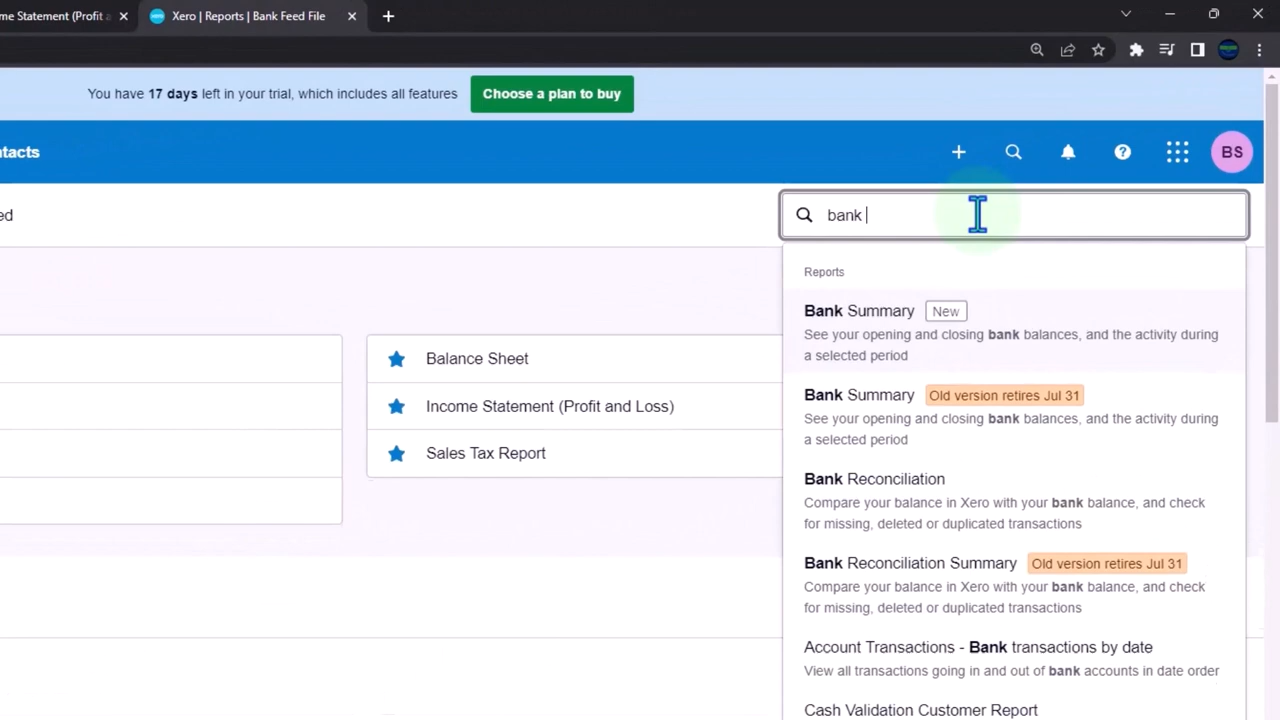 me Statement (Profit a
Xero | Reports | Bank Feed File
You have 17 days left in your trial, which includes all features
Choose a plan to buy
tacts
BS
ed
bank
Reports
Bank Summary New
See your opening and closing bank balances, and the activity during
a selected period
Balance Sheet
Bank Summary Old version retires Jul 31
Income Statement (Profit and Loss)
See your opening and closing bank balances, and the activity during
a selected period
Sales Tax Report
Bank Reconciliation
Compare your balance in Xero with your bank balance, and check
for missing, deleted or duplicated transactions
Bank Reconciliation Summary Old version retires Jul 31
Compare your balance in Xero with your bank balance, and check
for missing, deleted or duplicated transactions
Account Transactions - Bank transactions by date
View all transactions going in and out of bank accounts in date order
Cash Validation Customer Report